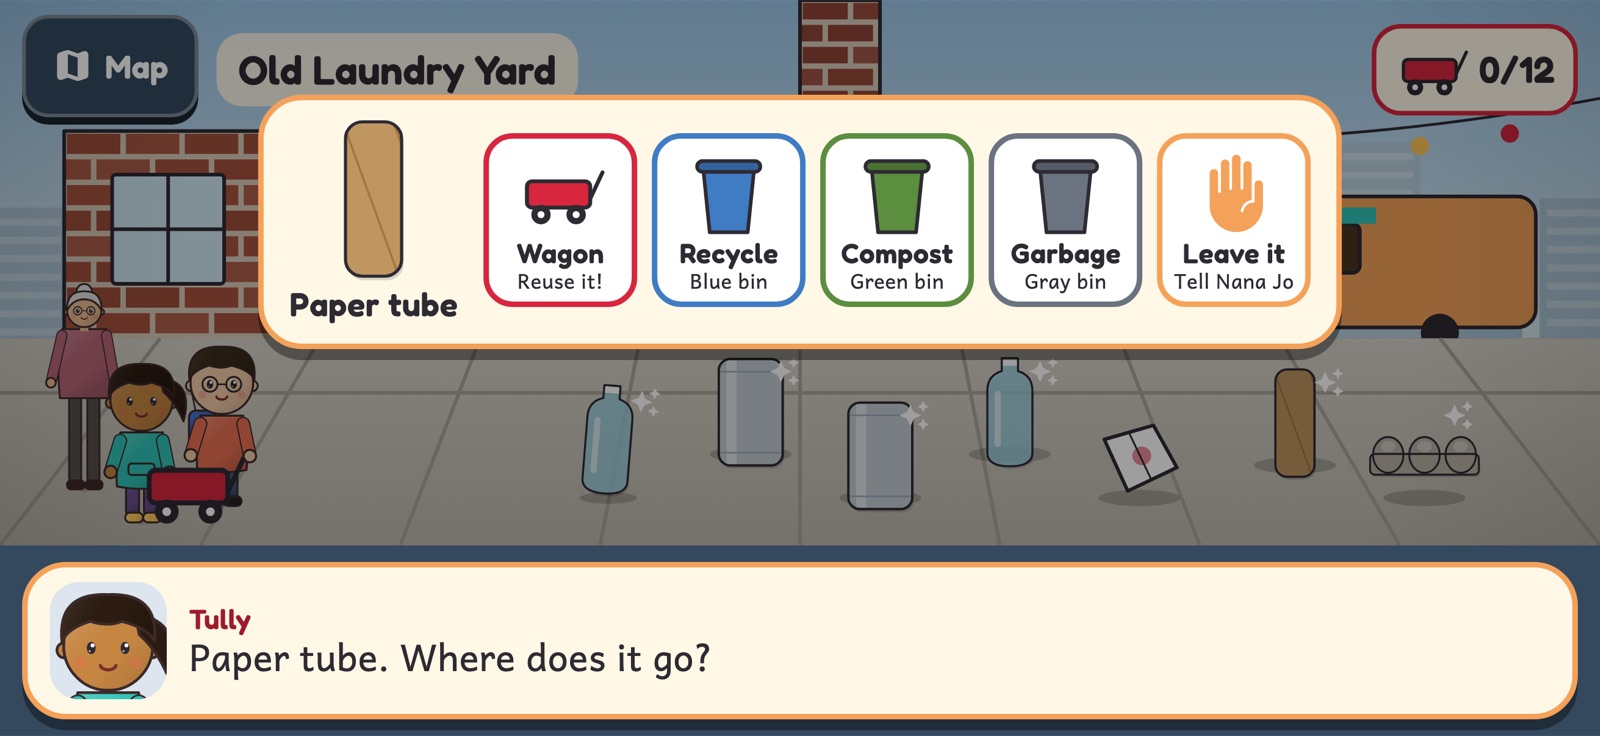 Map
Old Laundry Yard
0/12
Paper tube
Wagon
Reuse it!
Recycle
Blue bin
Compost
Green bin
Garbage
Gray bin
Leave it
Tell Nana Jo
Tully
Paper tube. Where does it go?